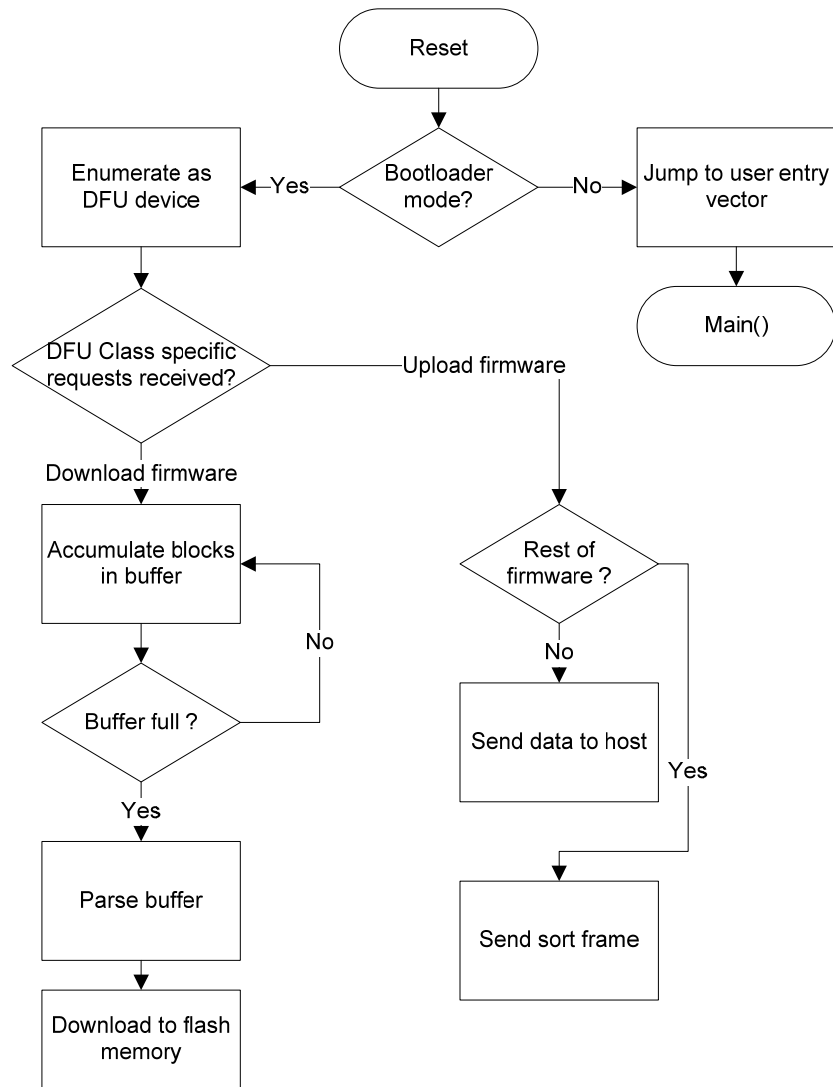 Reset
Enumerate as
DFU device
Yes
Bootloader
mode?
No
Jump to user entry
vector
Main()
DFU Class specific
requests received?
Upload firmware
Download firmware
Accumulate blocks
in buffer
Rest of
firmware ?
No
No
Buffer full ?
Send data to host
Yes
Yes
Parse buffer
Send sort frame
Download to flash
memory